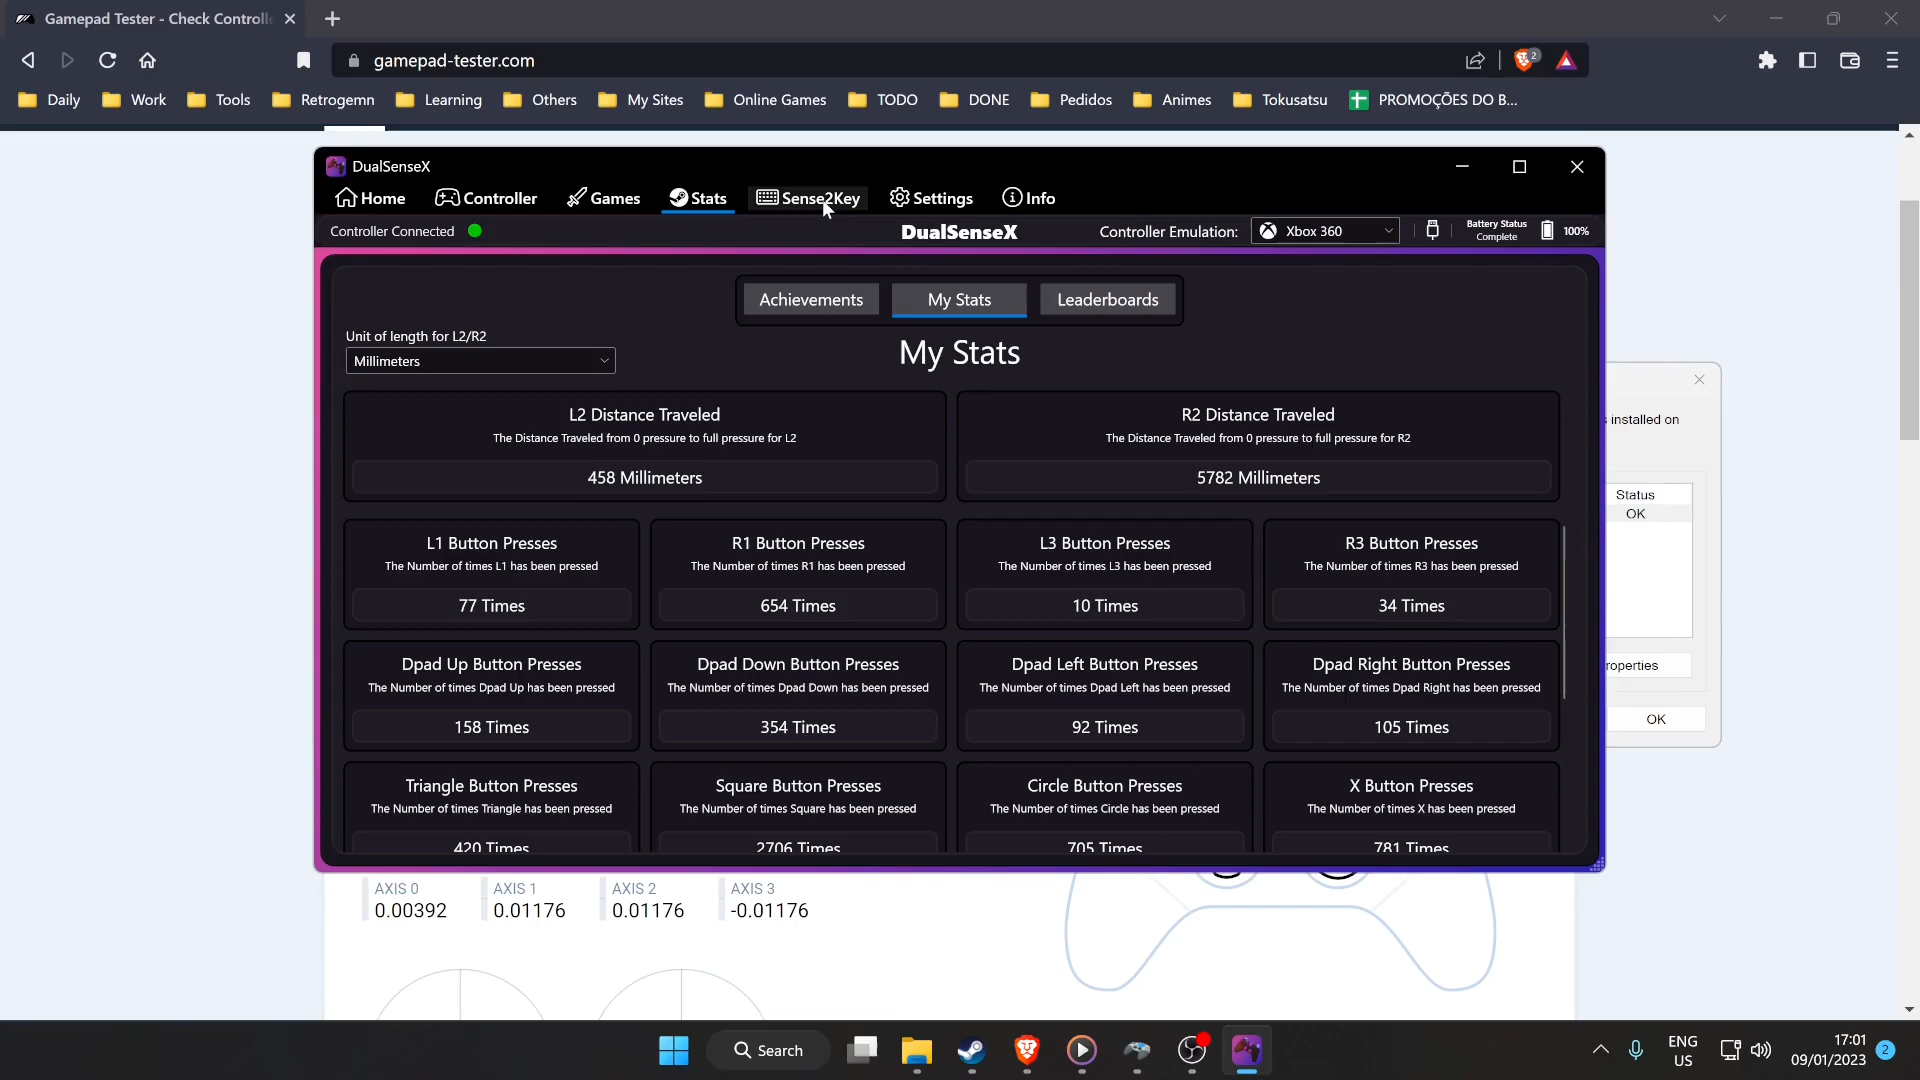 Gamepad Tester - Check Controll
gamepad-tester.com
2
Daily
Work
Tools
Retrogemn
Learning
Others
My Sites
Online Games
TODO
DONE
Pedidos
Animes
Tokusatsu
PROMOÇÕES DO B...
DualSenseX
Home
Controller
Games
Stats
Sense2Key
Settings
Info
Controller Connected
DualSenseX
Controller Emulation:
Xbox 360
Battery Status
Complete
100%
Achievements
My Stats
Leaderboards
Unit of length for L2/R2
Millimeters
My Stats
L2 Distance Traveled
The Distance Traveled from 0 pressure to full pressure for L2
458 Millimeters
R2 Distance Traveled
The Distance Traveled from 0 pressure to full pressure for R2
5782 Millimeters
L1 Button Presses
The Number of times L1 has been pressed
77 Times
R1 Button Presses
The Number of times R1 has been pressed
654 Times
L3 Button Presses
The Number of times L3 has been pressed
10 Times
R3 Button Presses
The Number of times R3 has been pressed
34 Times
Dpad Up Button Presses
The Number of times Dpad Up has been pressed
158 Times
Dpad Down Button Presses
The Number of times Dpad Down has been pressed
354 Times
Dpad Left Button Presses
The Number of times Dpad Left has been pressed
92 Times
Dpad Right Button Presses
The Number of times Dpad Right has been pressed
105 Times
Triangle Button Presses
The Number of times Triangle has been pressed
420 Times
Square Button Presses
The Number of times Square has been pressed
2706 Times
Circle Button Presses
The Number of times Circle has been pressed
705 Times
X Button Presses
The Number of times X has been pressed
781 Times
installed on
Status
OK
roperties
OK
AXIS 0
0.00392
AXIS 1
0.01176
AXIS 2
0.01176
AXIS 3
-0.01176
Search
ENG
US
17:01
09/01/2023
2